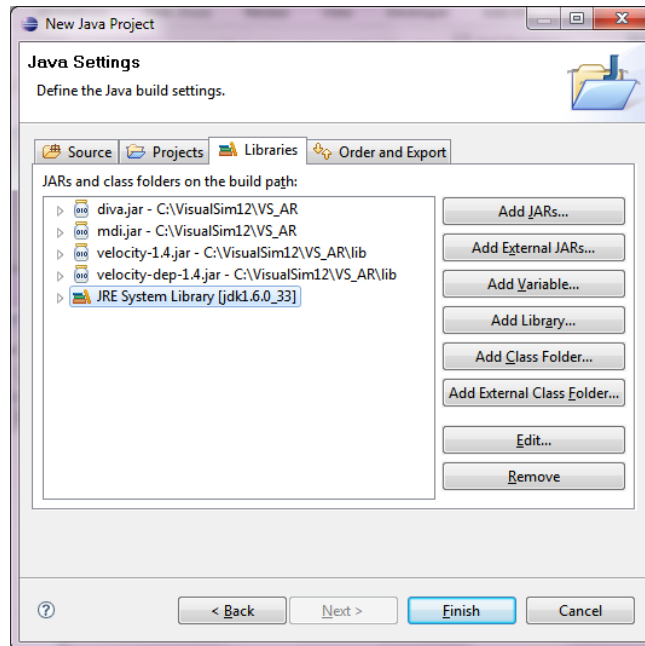 New Java Project
Java Settings
Define the Java build settings.
Source Projects Libraries Order and Export
JARs and class folders on the build path:
diva.jar - C:\VisualSim12\VS_AR
mdi.jar - C:\VisualSim12\VS_AR
velocity-1.4.jar - C:\VisualSim12\VS_AR\lib
velocity-dep-1.4.jar - C:\VisualSim12\VS_AR\lib
JRE System Library [jdk1.6.0_33]
Add JARs...
Add External JARs...
Add Variable...
Add Library...
Add Class Folder...
Add External Class Folder...
Edit...
Remove
? < Back Next > Finish Cancel